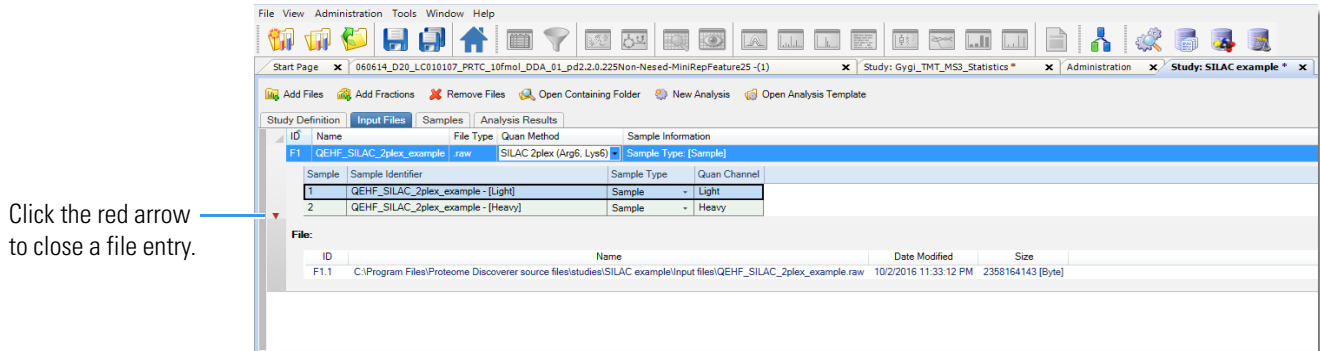 File View Administration Tools Window Help
Start Page x 060614_D20_LC010107_PRTC_10fmol_DDA_01_pd2.2.0.225Non-Nesed-MiniRepFeature25 -(1) x Study: Gygi_TMT_MS3_Statistics * x Administration x Study: SILAC example * x
Add Files Add Fractions Remove Files Open Containing Folder New Analysis Open Analysis Template
Study Definition Input Files Samples Analysis Results
ID Name File Type Quan Method Sample Information
F1 QEHF_SILAC_2plex_example .raw SILAC 2plex (Arg6, Lys6) Sample Type: [Sample]
Sample Sample Identifier Sample Type Quan Channel
1 QEHF_SILAC_2plex_example - [Light] Sample Light
2 QEHF_SILAC_2plex_example - [Heavy] Sample Heavy
Click the red arrow
to close a file entry.
File:
ID Name Date Modified Size
F1.1 C:\Program Files\Proteome Discoverer source files\studies\SILAC example\Input files\QEHF_SILAC_2plex_example.raw 10/2/2016 11:33:12 PM 2358164143 [Byte]